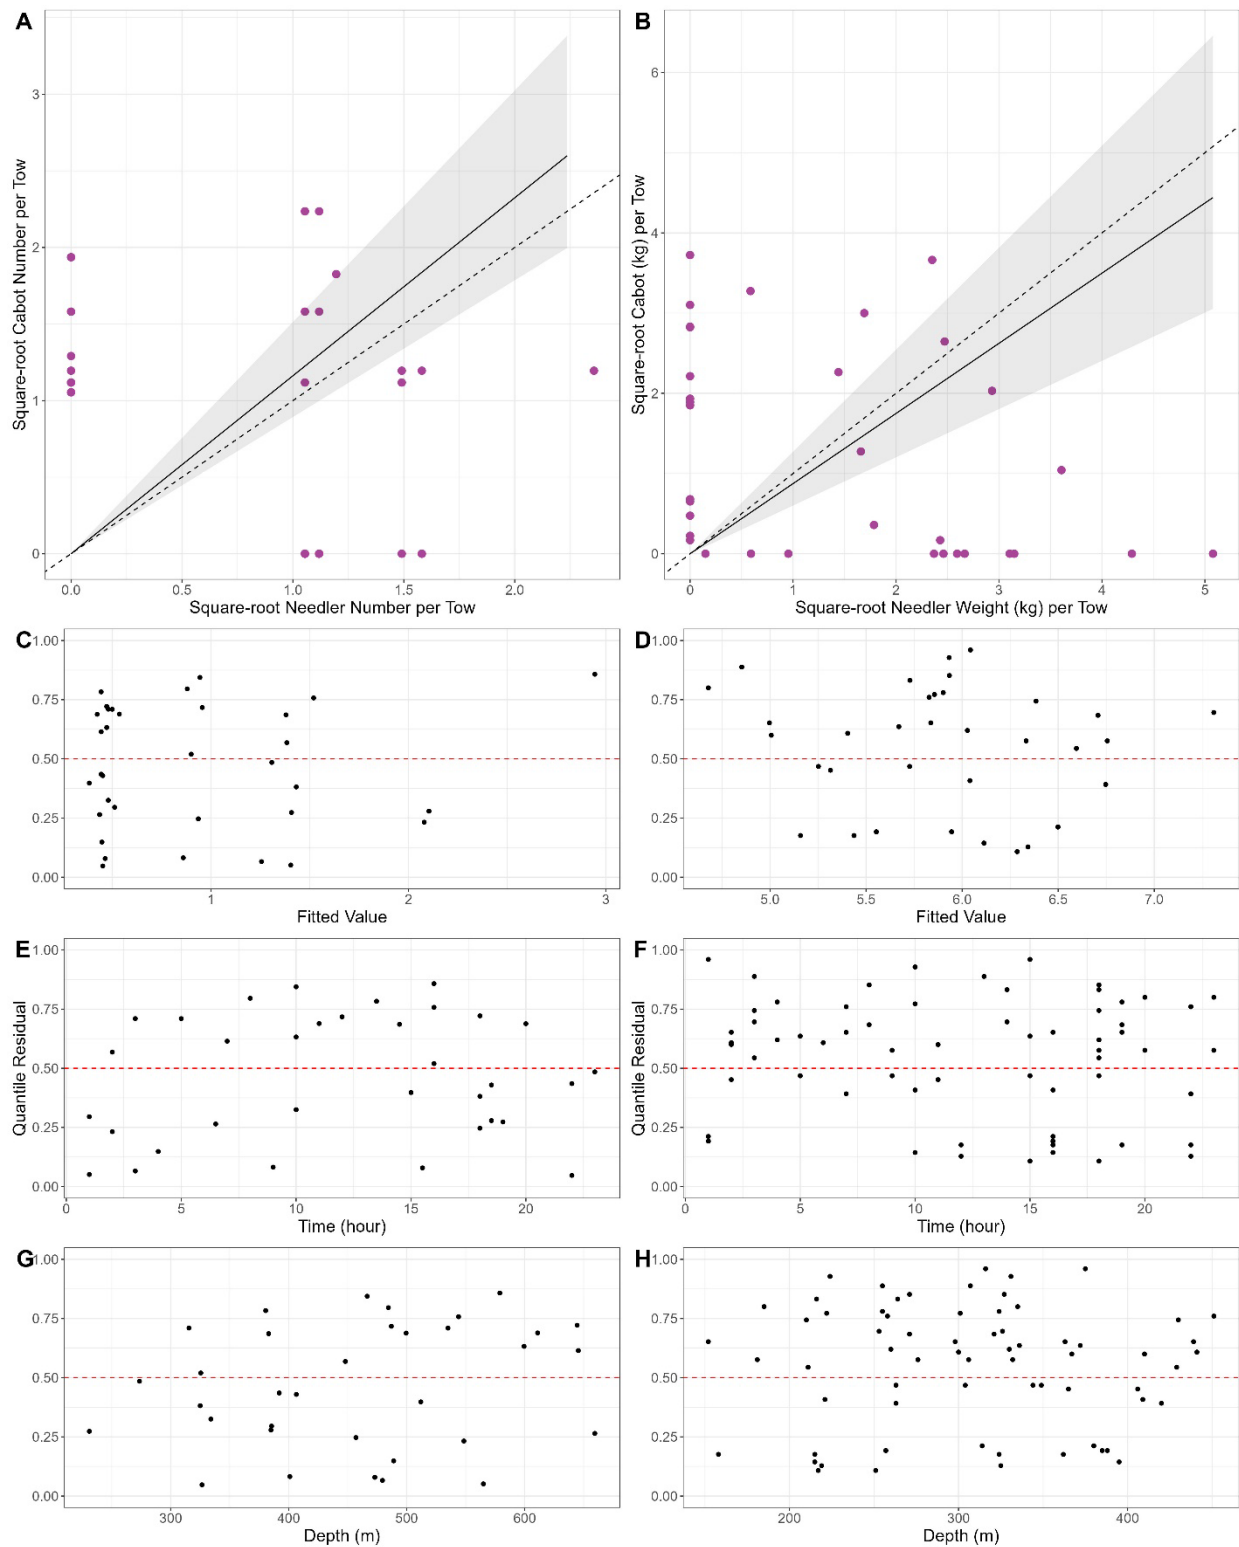 A
B
3
2
1
0
Square-root Cabot Number per Tow
0.0 0.5 1.0 1.5 2.0
Square-root Needler Number per Tow
6
4
2
0
Square-root Cabot (kg) per Tow
0 1 2 3 4 5
Square-root Needler Weight (kg) per Tow
C
1.00
0.75
0.50
0.25
0.00
1 2 3
Fitted Value
D
1.00
0.75
0.50
0.25
0.00
5.0 5.5 6.0 6.5 7.0
Fitted Value
E
1.00
0.75
0.50
0.25
0.00
Quantile Residual
0 5 10 15 20
Time (hour)
F
1.00
0.75
0.50
0.25
0.00
Quantile Residual
0 5 10 15 20
Time (hour)
G
1.00
0.75
0.50
0.25
0.00
300 400 500 600
Depth (m)
H
1.00
0.75
0.50
0.25
0.00
200 300 400
Depth (m)